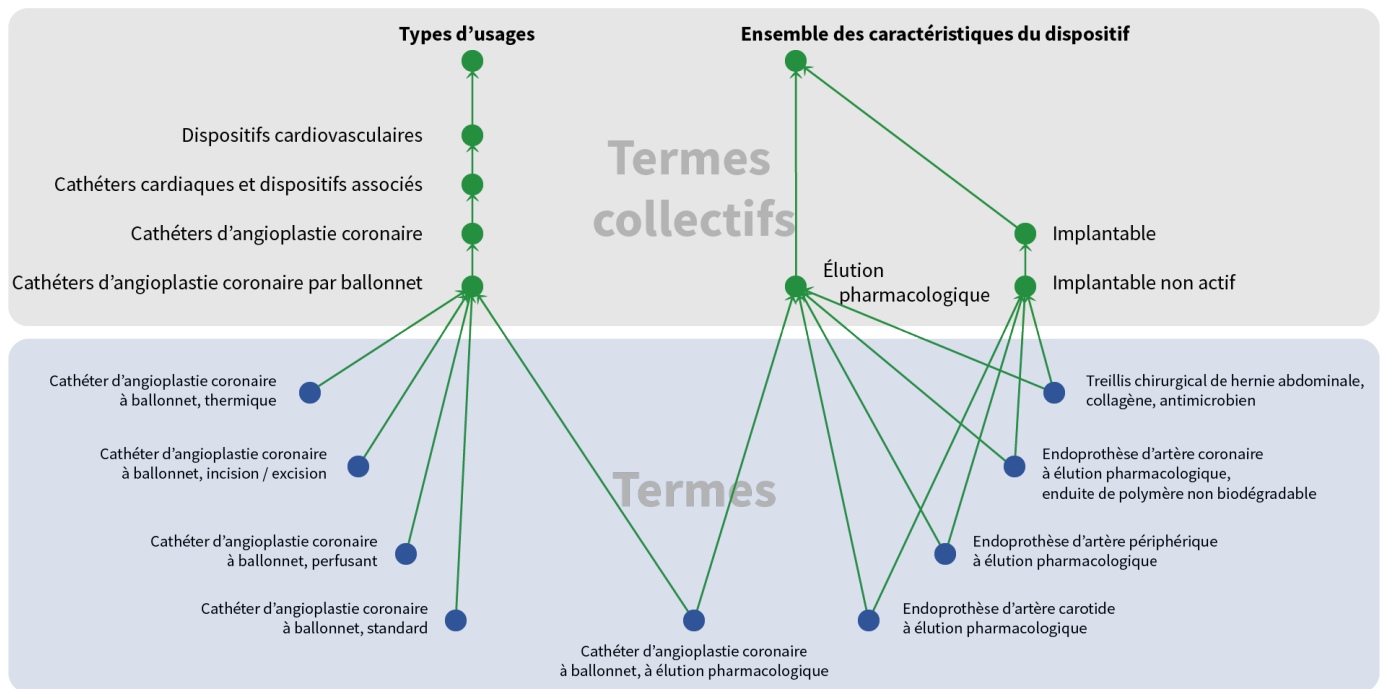 Types d’usages
Ensemble des caractéristiques du dispositif
Dispositifs cardiovasculaires
Cathéters cardiaques et dispositifs associés
Cathéters d’angioplastie coronaire
Cathéters d’angioplastie coronaire par ballonnet
Termes
collectifs
Élution
pharmacologique
Implantable
Implantable non actif
Cathéter d’angioplastie coronaire
à ballonnet, thermique
Cathéter d’angioplastie coronaire
à ballonnet, incision / excision
Cathéter d’angioplastie coronaire
à ballonnet, perfusant
Cathéter d’angioplastie coronaire
à ballonnet, standard
Termes
Cathéter d’angioplastie coronaire
à ballonnet, à élution pharmacologique
Treillis chirurgical de hernie abdominale,
collagène, antimicrobien
Endoprothèse d’artère coronaire
à élution pharmacologique,
enduite de polymère non biodégradable
Endoprothèse d’artère périphérique
à élution pharmacologique
Endoprothèse d’artère carotide
à élution pharmacologique